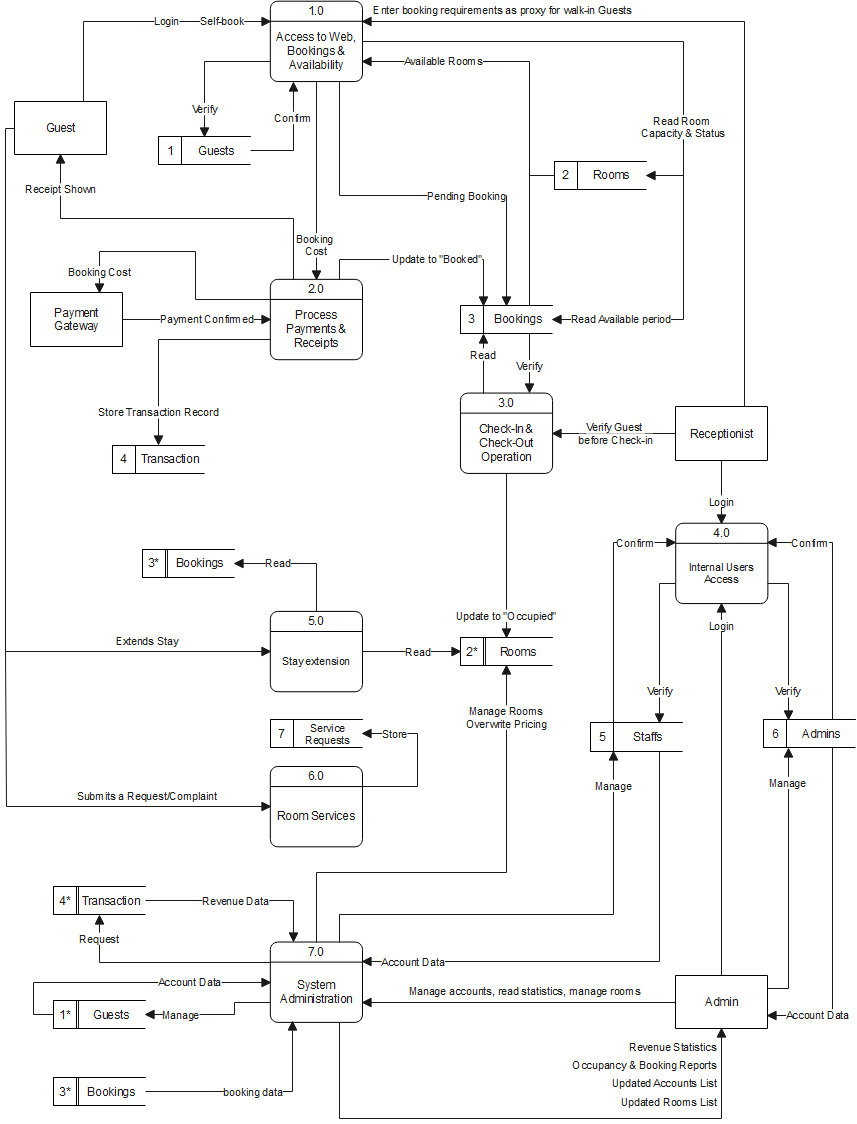 1.0
Enter booking requirements as proxy for walk-in Guests
Login
Self-book
Access to Web,
Bookings &
Availability
Available Rooms
Verify
Confirm
Guest
Read Room
Capacity & Status
1
Guests
2
Rooms
Receipt Shown
Pending Booking
Booking
Cost
Update to "Booked"
Booking Cost
2.0
Payment
Gateway
Payment Confirmed
Process
Payments &
Receipts
3
Bookings
Read Available period
Read
Verify
3.0
Store Transaction Record
Check-In &
Check-Out
Operation
Verify Guest
before Check-in
Receptionist
4
Transaction
Login
4.0
Confirm
Confirm
Internal Users
Access
3*
Bookings
Read
Update to "Occupied"
Login
5.0
Extends Stay
Stay extension
Read
2*
Rooms
Verify
Verify
Manage Rooms
Overwrite Pricing
7
Service
Requests
Store
5
Staffs
6
Admins
6.0
Manage
Manage
Submits a Request/Complaint
Room Services
4*
Transaction
Revenue Data
Request
7.0
Account Data
Account Data
System
Administration
Manage accounts, read statistics, manage rooms
Admin
1*
Guests
Manage
Account Data
Revenue Statistics
Occupancy & Booking Reports
Updated Accounts List
Updated Rooms List
3*
Bookings
booking data